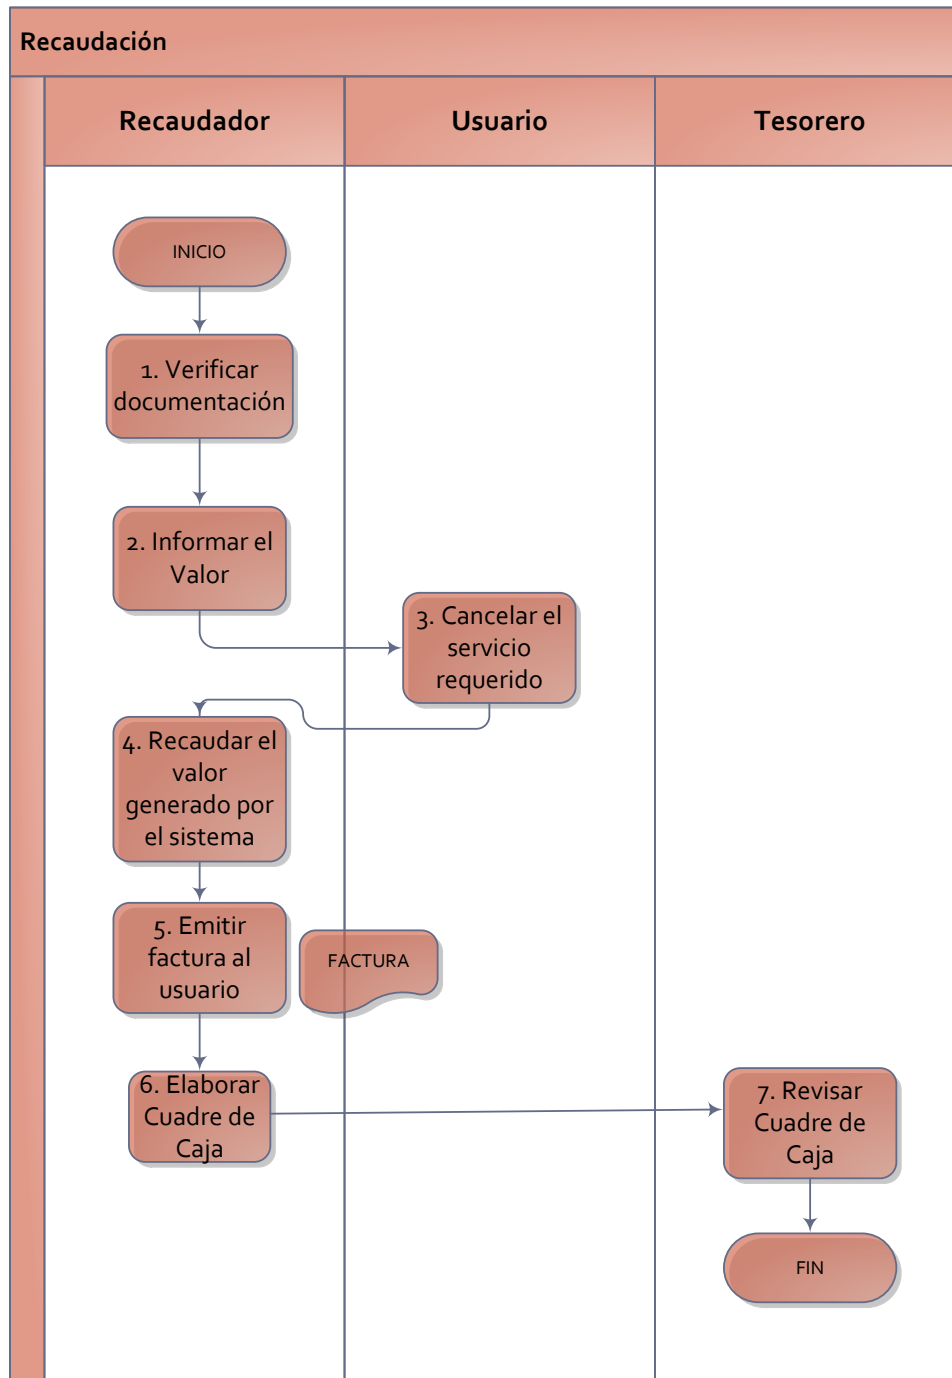 Recaudación
Recaudador
Usuario
Tesorero
INICIO
1. Verificar
documentación
2. Informar el
Valor
3. Cancelar el
servicio
requerido
4. Recaudar el
valor
generado por
el sistema
5. Emitir
factura al
usuario
FACTURA
6. Elaborar
Cuadre de
Caja
7. Revisar
Cuadre de
Caja
FIN